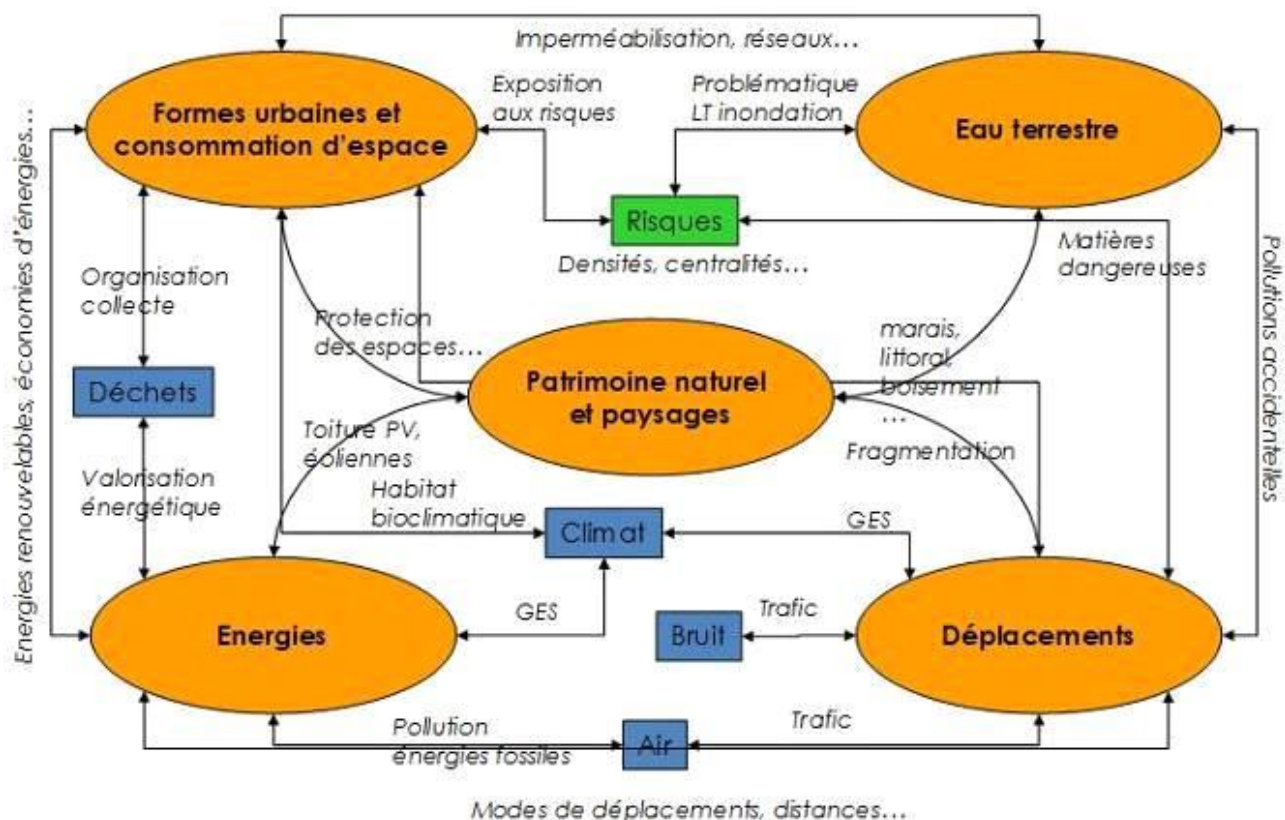 Imperméabilisation, réseaux...
Formes urbaines et
consommation d'espace
Exposition
aux risques
Problématique
LT inondation
Eau terrestre
Risques
Densités, centralités...
Matières
dangereuses
Energies renouvelables, économies d'énergies...
Pollutions accidentelles
Organisation
collecte
Protection
des espaces...
marais,
littoral,
boisement
...
Déchets
Patrimoine naturel
et paysages
Toiture PV,
éoliennes
Fragmentation
Valorisation
énergétique
Habitat
bioclimatique
Climat
GES
Energies
GES
Bruit
Trafic
Déplacements
Pollution
énergies fossiles
Air
Trafic
Modes de déplacements, distances...